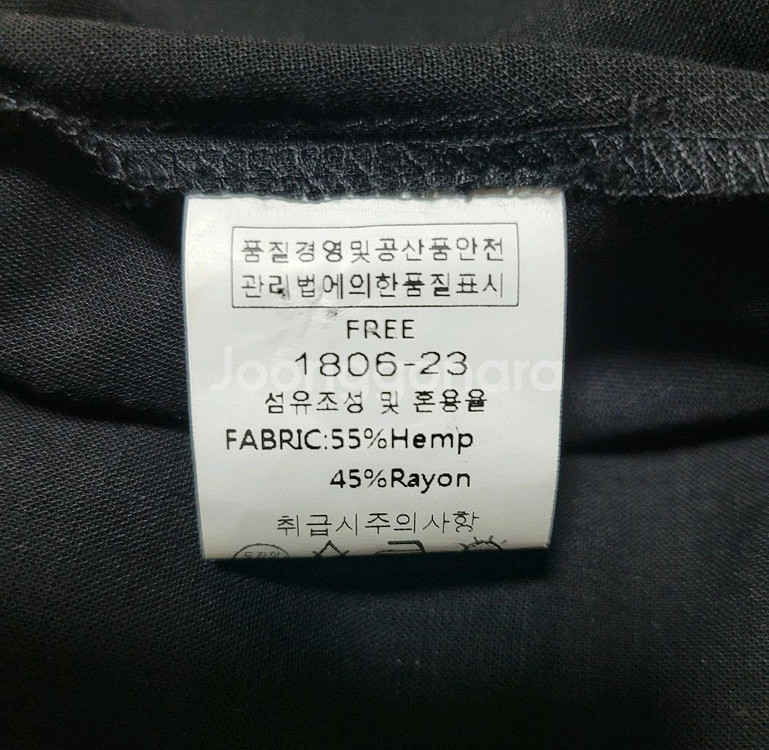 품질경영및공산품안전
관리법에의한품질표시
FREE
1806-23
Joonggonara
섬유조성 및 혼용율
FABRIC:55%Hemp
45%Rayon
취급시주의사항